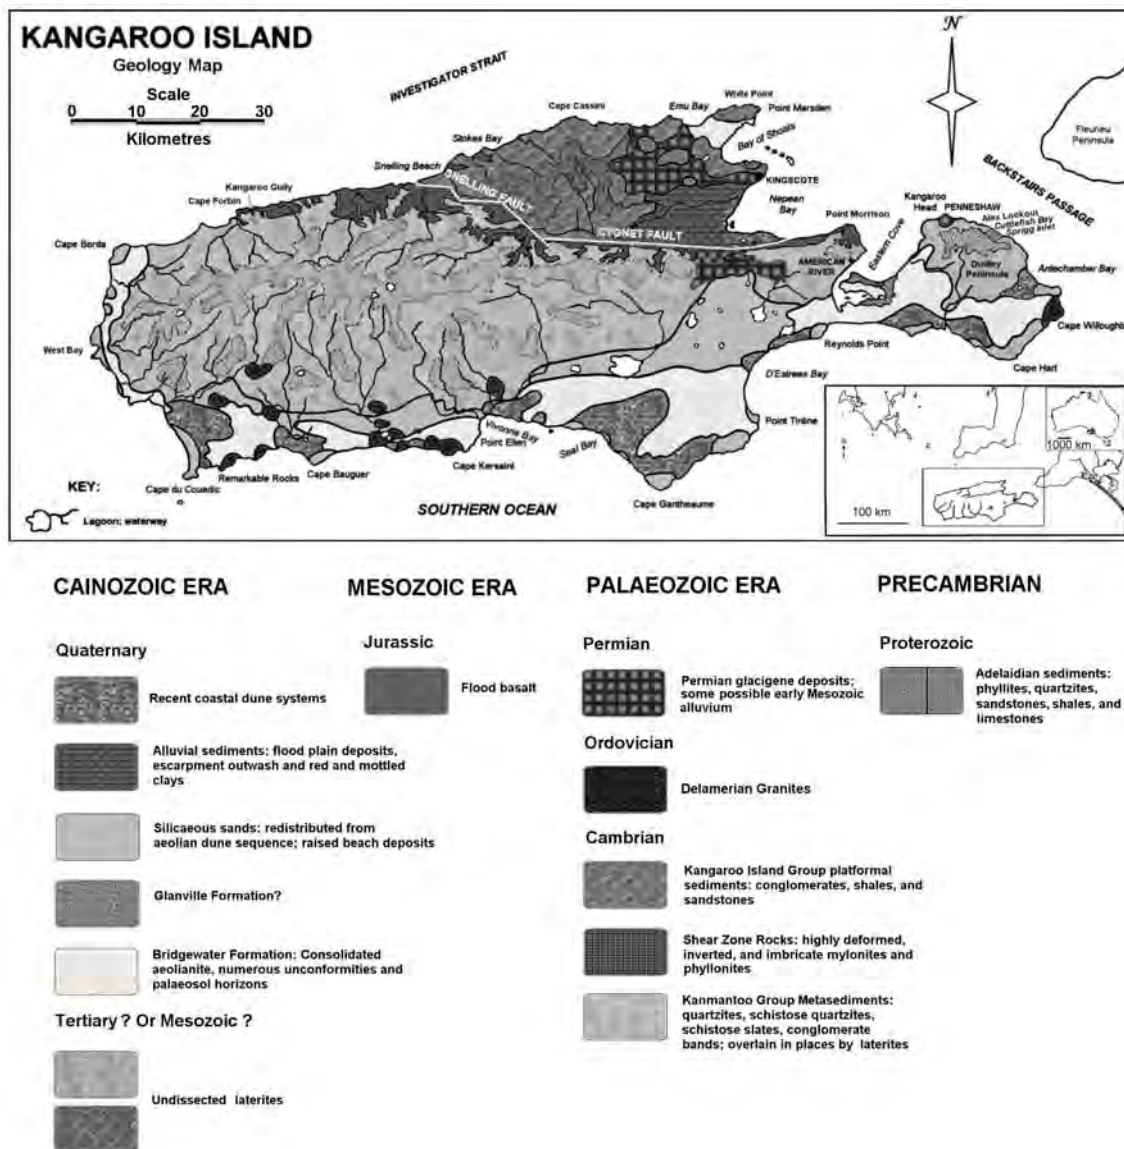 KANGAROO ISLAND
Geology Map
Scale
0 10 20 30
Kilometres
INVESTIGATOR STRAIT
N
Cape Cassini
Emu Bay
White Point
Point Marsden
Bay of Shoals
Fleurieu
Peninsula
Stokes Bay
Snelling Beach
SNELLING FAULT
KINGSCOTE
BACKSTAIRS PASSAGE
Kangaroo Gully
Cape Forbin
Nepean
Bay
Kangaroo
Head
PENNESHAW
Cuttlefish Bay
Sprigg Inlet
Point Morrison
Eastern Cove
Cape Borda
CYGNET FAULT
AMERICAN
RIVER
Dudley
Peninsula
Antechamber Bay
Cape Willoughb
West Bay
Reynolds Point
D'Estrees Bay
Cape Hart
Vivonne Bay
Point Ellen
Seal Bay
Cape Kersaint
Remarkable Rocks
Cape Bauguer
Cape du Couedic
Cape Gantheaume
SOUTHERN OCEAN
KEY:
Lagoon; waterway
1000 km
100 km
CAINOZOIC ERA
Quaternary
Recent coastal dune systems
Alluvial sediments: flood plain deposits,
escarpment outwash and red and mottled
clays
Silicaeous sands: redistributed from
aeolian dune sequence; raised beach deposits
Glanville Formation?
Bridgewater Formation: Consolidated
aeolianite, numerous unconformities and
palaeosol horizons
Tertiary ? Or Mesozoic ?
Undissected laterites
MESOZOIC ERA
Jurassic
Flood basalt
PALAEOZOIC ERA
Permian
Permian glacigene deposits;
some possible early Mesozoic
alluvium
Ordovician
Delamerian Granites
Cambrian
Kangaroo Island Group platformal
sediments: conglomerates, shales, and
sandstones
Shear Zone Rocks: highly deformed,
inverted, and imbricate mylonites and
phyllonites
Kanmantoo Group Metasediments:
quartzites, schistose quartzites,
schistose slates, conglomerate
bands; overlain in places by laterites
PRECAMBRIAN
Proterozoic
Adelaidian sediments:
phyllites, quartzites,
sandstones, shales, and
limestones